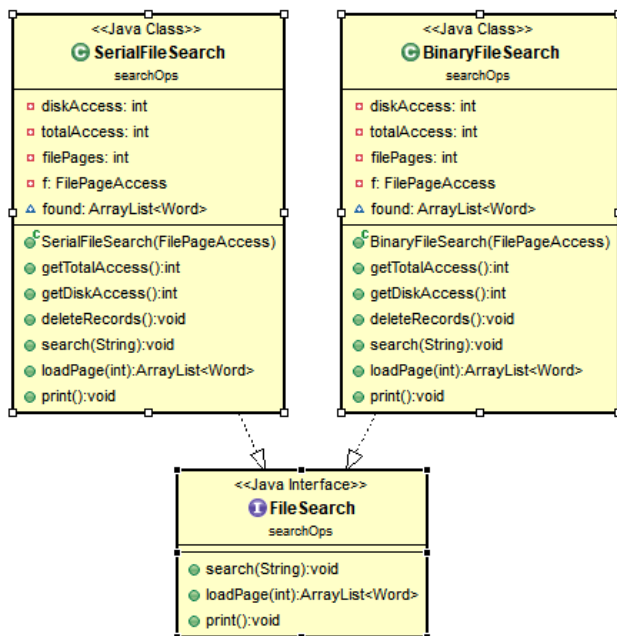 <<Java Class>>
SerialFileSearch
searchOps
diskAccess: int
totalAccess: int
filePages: int
f: FilePageAccess
found: ArrayList<Word>
SerialFileSearch(FilePageAccess)
getTotalAccess():int
getDiskAccess():int
deleteRecords():void
search(String):void
loadPage(int):ArrayList<Word>
print():void
<<Java Class>>
BinaryFileSearch
searchOps
diskAccess: int
totalAccess: int
filePages: int
f: FilePageAccess
found: ArrayList<Word>
BinaryFileSearch(FilePageAccess)
getTotalAccess():int
getDiskAccess():int
deleteRecords():void
search(String):void
loadPage(int):ArrayList<Word>
print():void
<<Java Interface>>
FileSearch
searchOps
search(String):void
loadPage(int):ArrayList<Word>
print():void